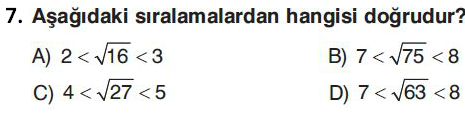 7. Aşağıdaki sıralamalardan hangisi doğrudur?
A) 2 < √16 < 3 B) 7 < √75 < 8
C) 4 < √27 < 5 D) 7 < √63 < 8